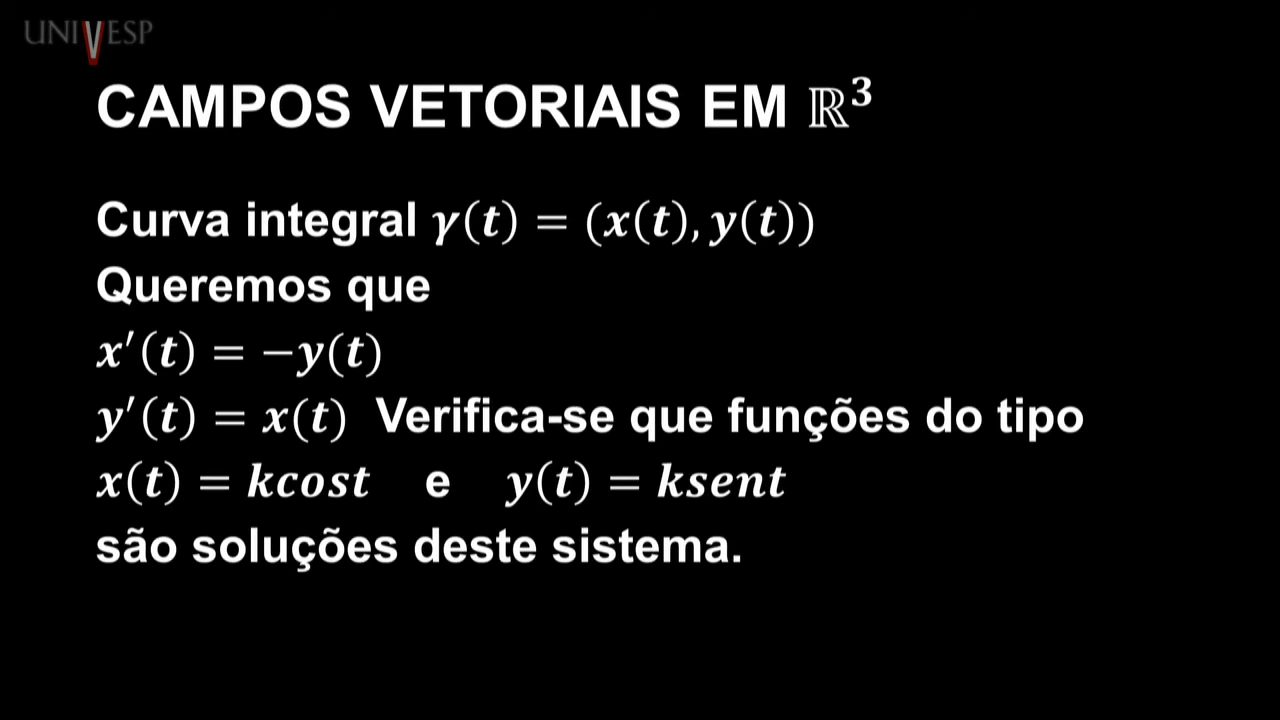 UNIVESP
CAMPOS VETORIAIS EM ℝ³
Curva integral γ(t) = (x(t), y(t))
Queremos que
x′(t) = −y(t)
y′(t) = x(t) Verifica-se que funções do tipo
x(t) = kcost e y(t) = ksent
são soluções deste sistema.